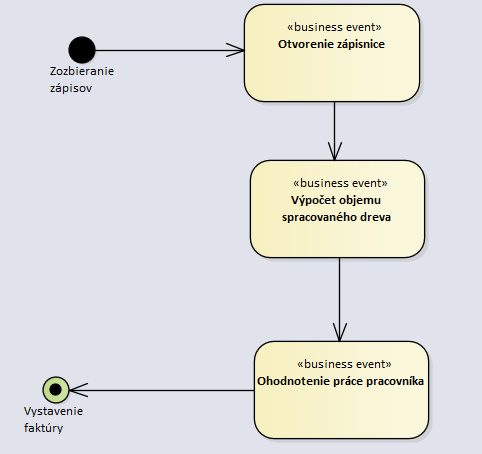 «business event»
Otvorenie zápisnice
Zozbieranie
zápisov
«business event»
Výpočet objemu
spracovaného dreva
«business event»
Ohodnotenie práce pracovníka
Vystavenie
faktúry